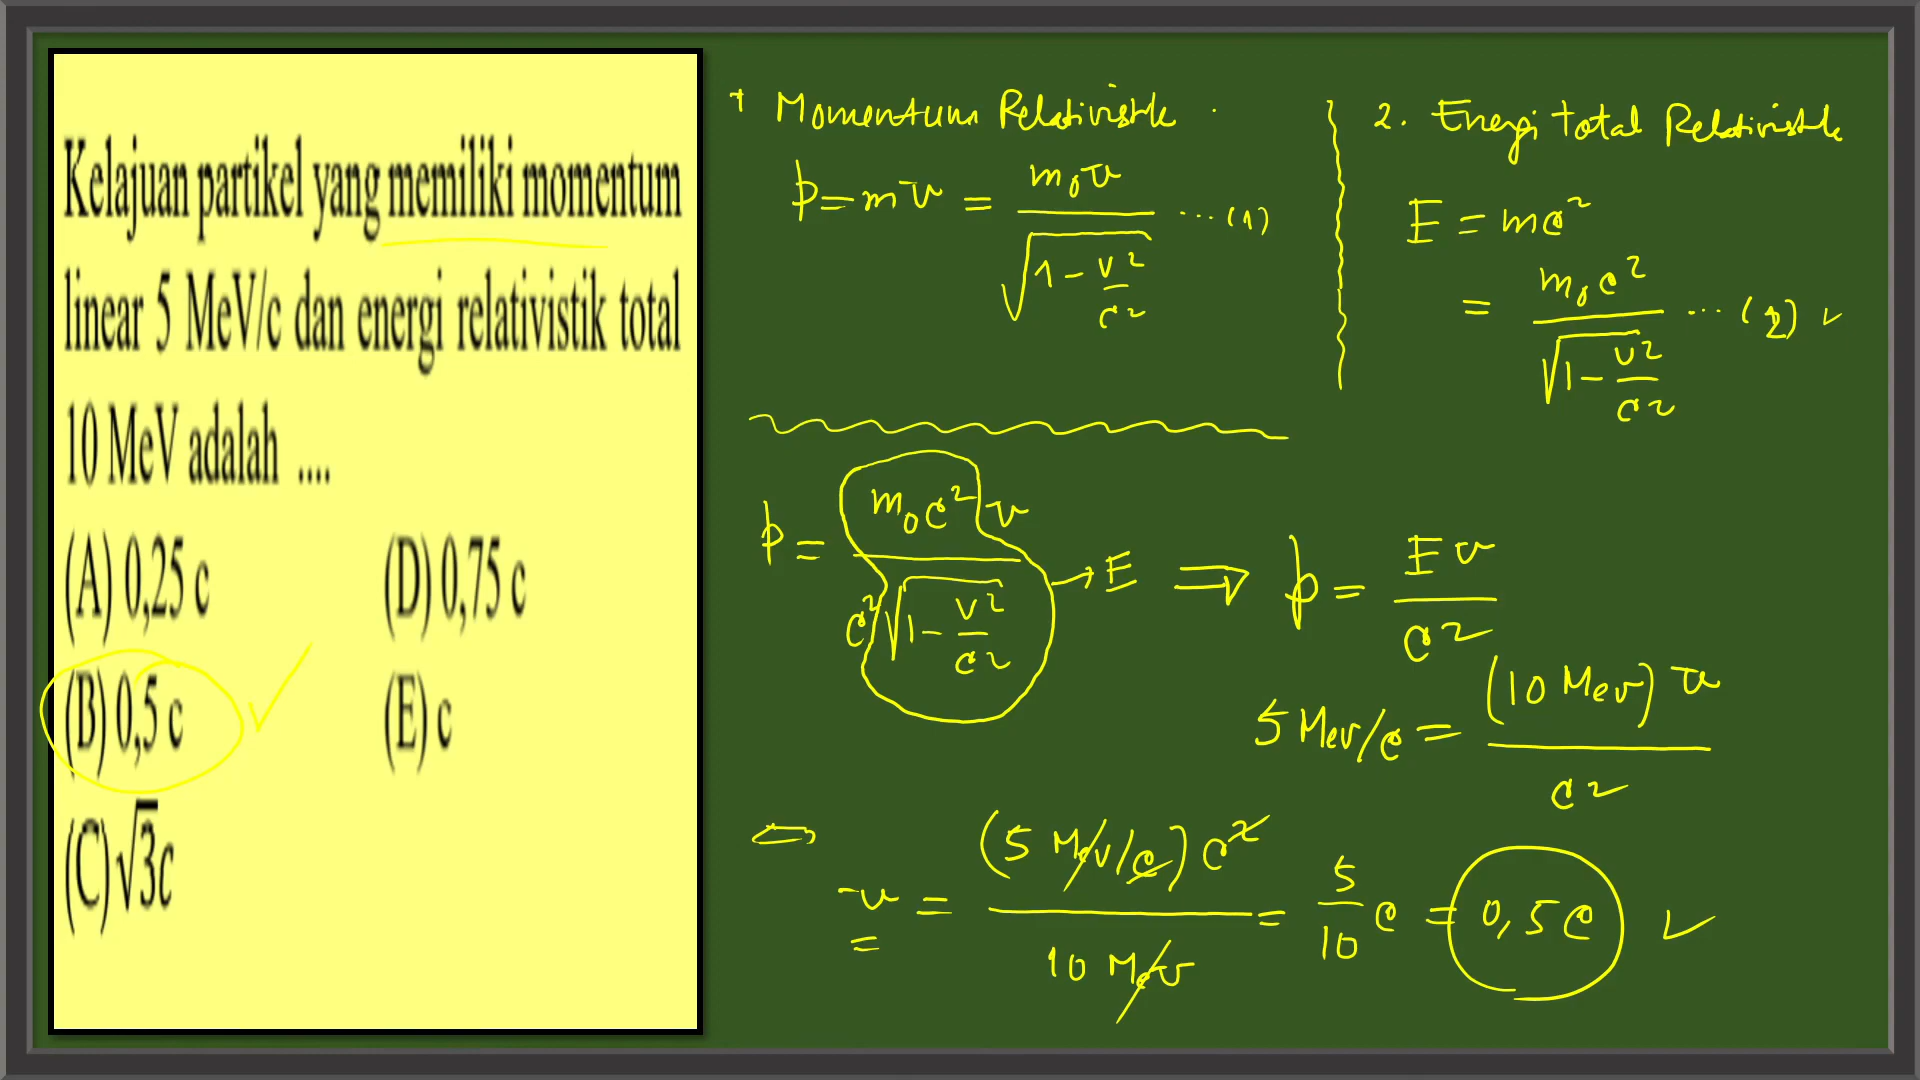 Kelajuan partikel yang memiliki momentum
linear 5 MeV/c dan energi relativistik total
10 MeV adalah ....
(A) 0,25 c
(D) 0,75 c
(B) 0,5 c ✓
(E) c
(C) √3c
* Momentum Relativistik .
p = mv = m₀v / √(1 - v²/c²) ... (1)
2. Energi total Relativistik
E = mc²
= m₀c² / √(1 - v²/c²) ... (2) ✓
p = m₀c² v / c²√(1 - v²/c²) → E ⇒ p = Ev / c²
5 MeV/c = (10 MeV) v / c²
⇔
v = (5 MeV/c) c² / 10 MeV = 5/10 c = 0,5 c ✓